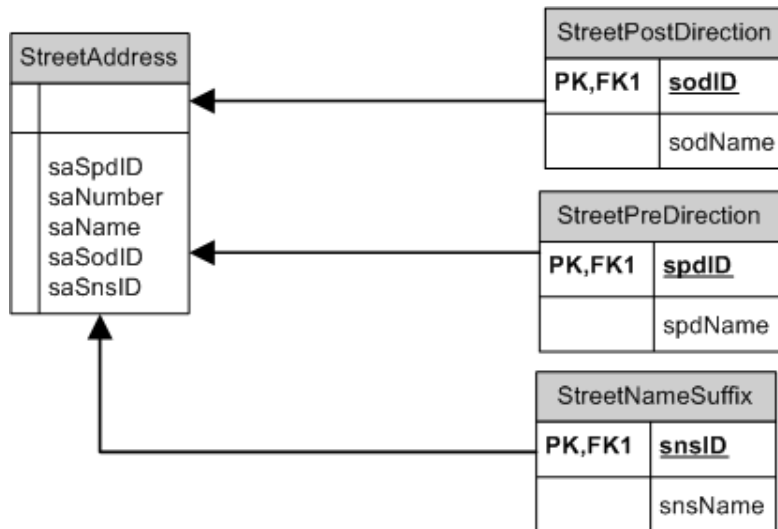 StreetAddress
saSpdID
saNumber
saName
saSodID
saSnsID
StreetPostDirection
PK,FK1 sodID
sodName
StreetPreDirection
PK,FK1 spdID
spdName
StreetNameSuffix
PK,FK1 snsID
snsName